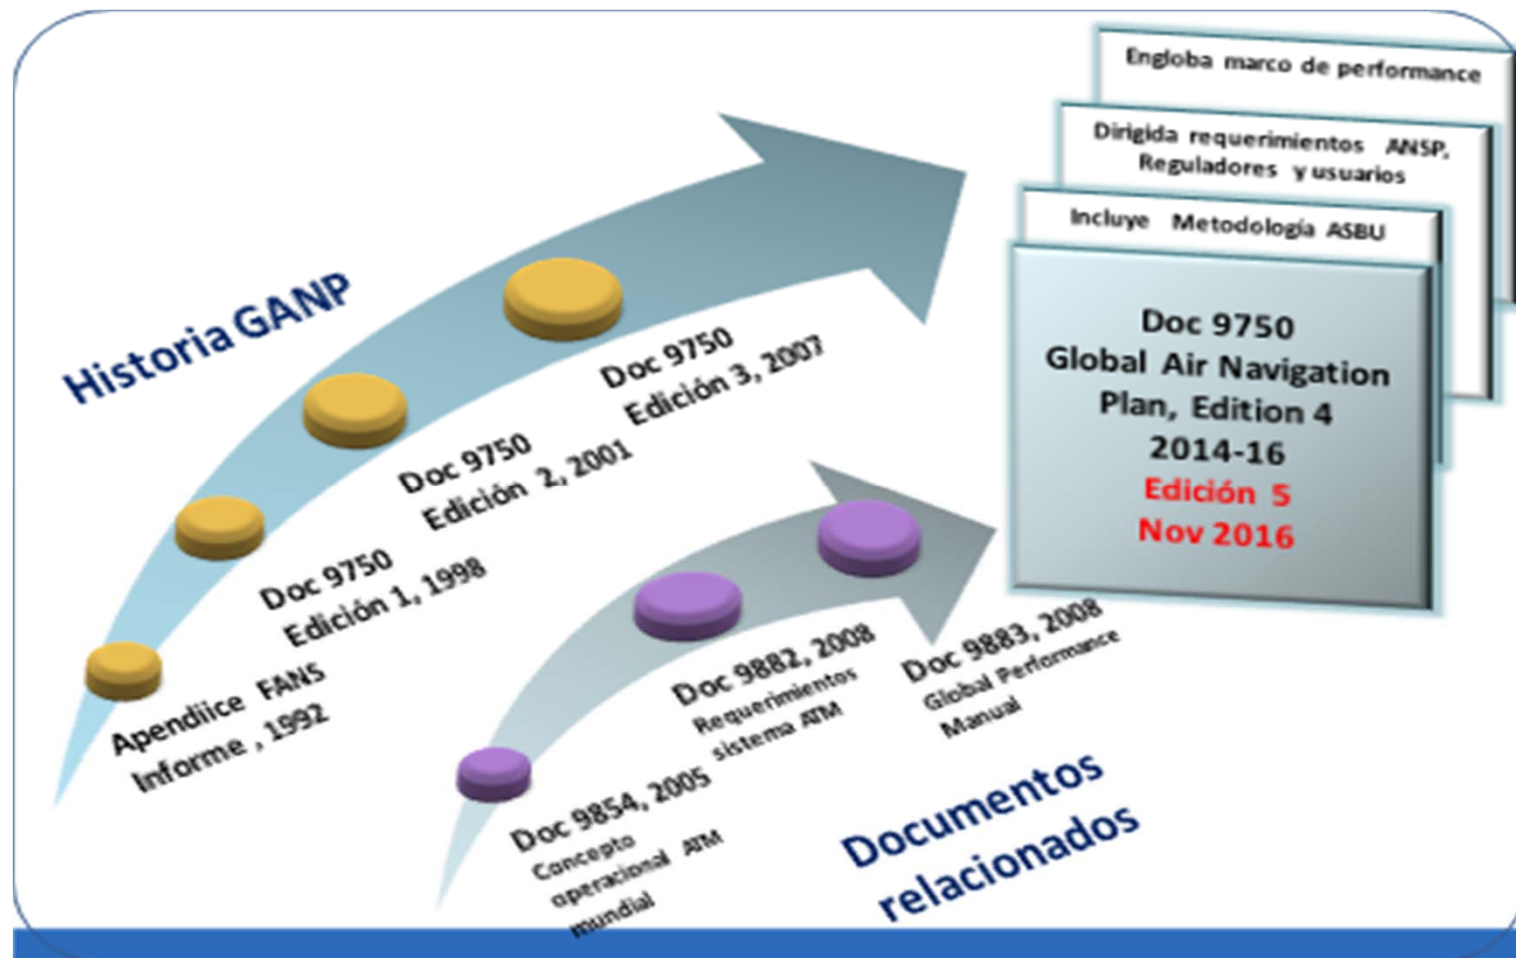 Historia GANP
Apendiice FANS
Informe , 1992
Doc 9750
Edición 1, 1998
Doc 9750
Edición 2, 2001
Doc 9750
Edición 3, 2007
Engloba marco de performance
Dirigida requerimientos ANSP,
Reguladores y usuarios
Incluye Metodología ASBU
Doc 9750
Global Air Navigation
Plan, Edition 4
2014-16
Edición 5
Nov 2016
Doc 9854, 2005
Concepto
operacional ATM
mundial
Doc 9882, 2008
Requerimientos
sistema ATM
Doc 9883, 2008
Global Performance
Manual
Documentos
relacionados